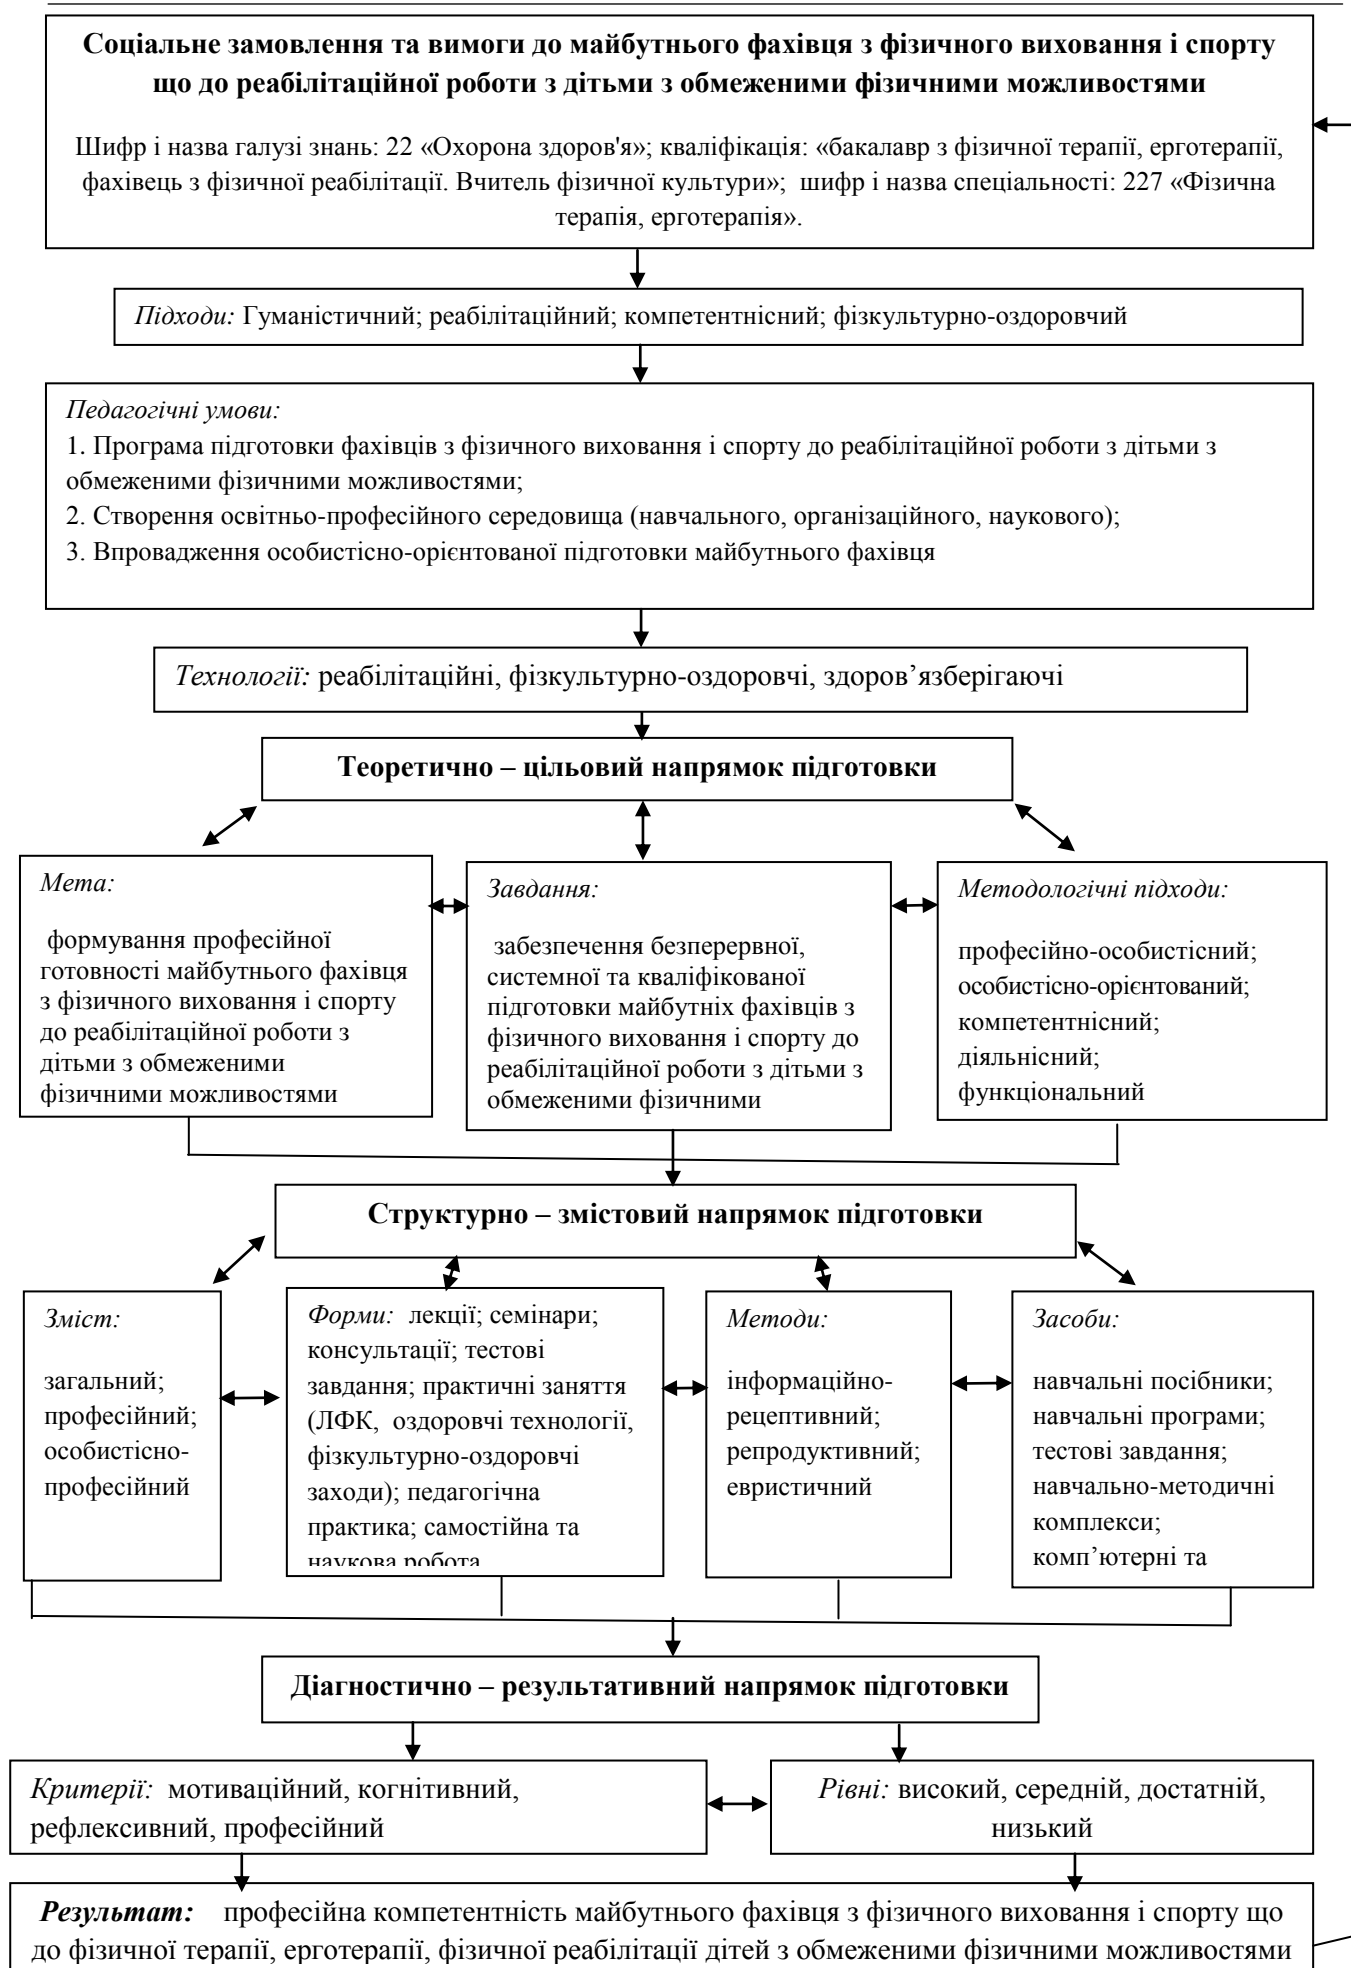 Соціальне замовлення та вимоги до майбутнього фахівця з фізичного виховання і спорту
що до реабілітаційної роботи з дітьми з обмеженими фізичними можливостями
Шифр і назва галузі знань: 22 «Охорона здоров'я»; кваліфікація: «бакалавр з фізичної терапії, ерготерапії,
фахівець з фізичної реабілітації. Вчитель фізичної культури»; шифр і назва спеціальності: 227 «Фізична
терапія, ерготерапія».
Підходи: Гуманістичний; реабілітаційний; компетентнісний; фізкультурно-оздоровчий
Педагогічні умови:
1. Програма підготовки фахівців з фізичного виховання і спорту до реабілітаційної роботи з дітьми з
обмеженими фізичними можливостями;
2. Створення освітньо-професійного середовища (навчального, організаційного, наукового);
3. Впровадження особистісно-орієнтованої підготовки майбутнього фахівця
Технології: реабілітаційні, фізкультурно-оздоровчі, здоров’язберігаючі
Теоретично – цільовий напрямок підготовки
Мета:
формування професійної
готовності майбутнього фахівця
з фізичного виховання і спорту
до реабілітаційної роботи з
дітьми з обмеженими
фізичними можливостями
Завдання:
забезпечення безперервної,
системної та кваліфікованої
підготовки майбутніх фахівців з
фізичного виховання і спорту до
реабілітаційної роботи з дітьми з
обмеженими фізичними
Методологічні підходи:
професійно-особистісний;
особистісно-орієнтований;
компетентнісний;
діяльнісний;
функціональний
Структурно – змістовий напрямок підготовки
Зміст:
загальний;
професійний;
особистісно-
професійний
Форми: лекції; семінари;
консультації; тестові
завдання; практичні заняття
(ЛФК, оздоровчі технології,
фізкультурно-оздоровчі
заходи); педагогічна
практика; самостійна та
наукова робота
Методи:
інформаційно-
рецептивний;
репродуктивний;
евристичний
Засоби:
навчальні посібники;
навчальні програми;
тестові завдання;
навчально-методичні
комплекси;
комп’ютерні та
Діагностично – результативний напрямок підготовки
Критерії: мотиваційний, когнітивний,
рефлексивний, професійний
Рівні: високий, середній, достатній,
низький
Результат: професійна компетентність майбутнього фахівця з фізичного виховання і спорту що
до фізичної терапії, ерготерапії, фізичної реабілітації дітей з обмеженими фізичними можливостями